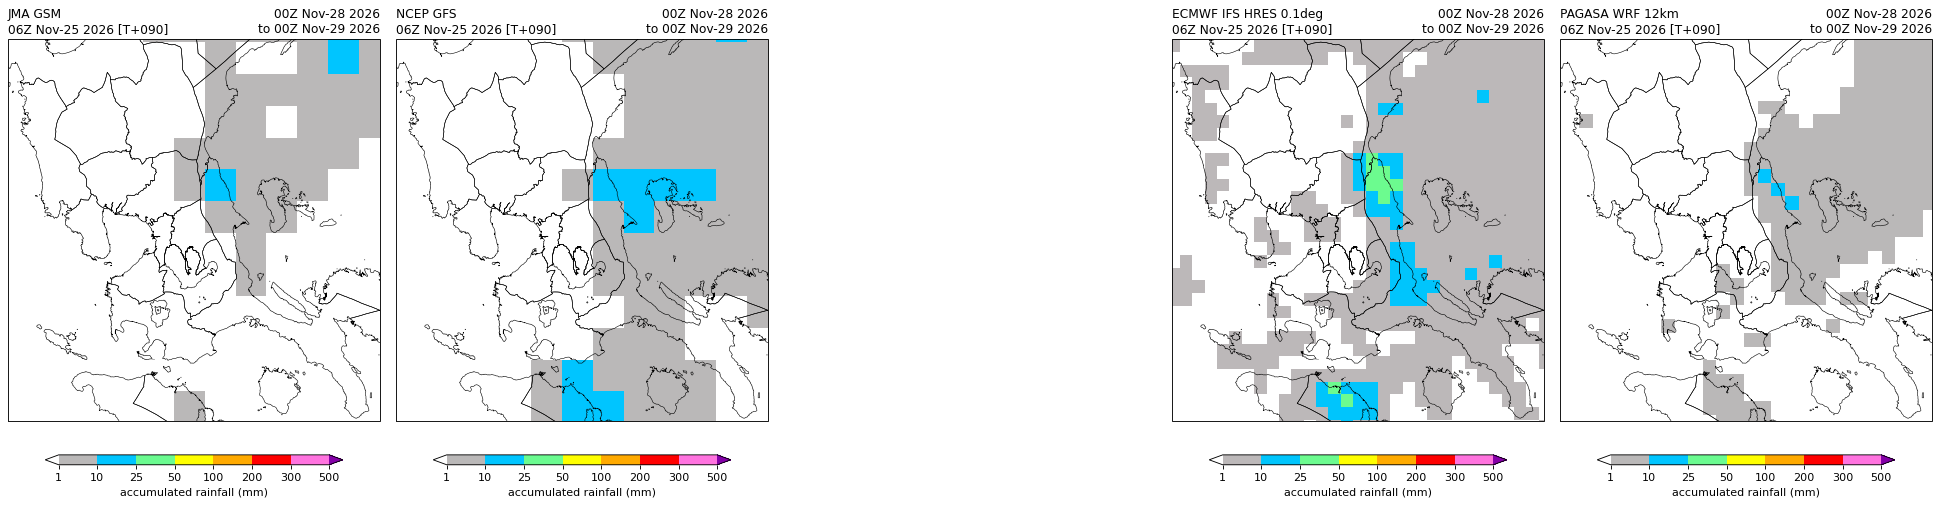 JMA GSM 00Z Nov-28 2026
06Z Nov-25 2026 [T+090] to 00Z Nov-29 2026
NCEP GFS 00Z Nov-28 2026
06Z Nov-25 2026 [T+090] to 00Z Nov-29 2026
ECMWF IFS HRES 0.1deg 00Z Nov-28 2026
06Z Nov-25 2026 [T+090] to 00Z Nov-29 2026
PAGASA WRF 12km 00Z Nov-28 2026
06Z Nov-25 2026 [T+090] to 00Z Nov-29 2026
1 10 25 50 100 200 300 500
accumulated rainfall (mm)
1 10 25 50 100 200 300 500
accumulated rainfall (mm)
1 10 25 50 100 200 300 500
accumulated rainfall (mm)
1 10 25 50 100 200 300 500
accumulated rainfall (mm)